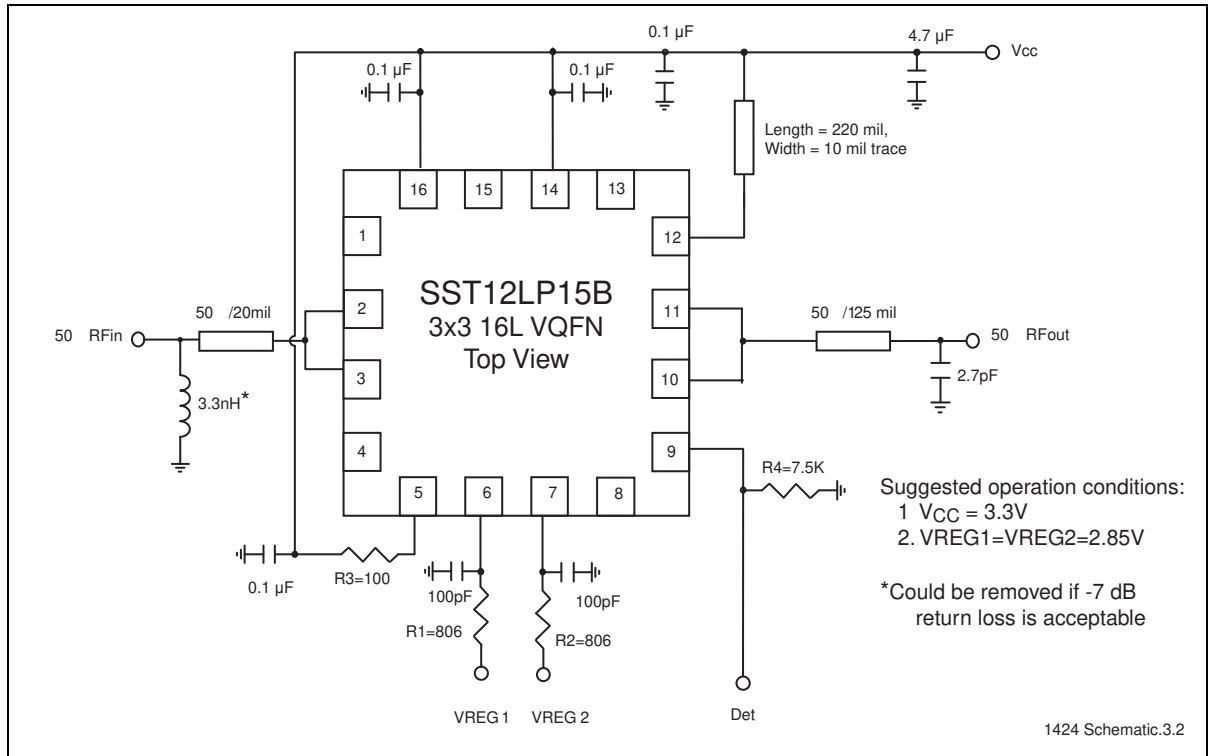 0.1 µF
4.7 µF
Vcc
0.1 µF
0.1 µF
Length = 220 mil,
Width = 10 mil trace
16
15
14
13
1
12
SST12LP15B
3x3 16L VQFN
Top View
2
11
50 /20mil
50 /125 mil
50 RFin
50 RFout
3
10
2.7pF
3.3nH*
4
9
R4=7.5K
5
6
7
8
Suggested operation conditions:
1 VCC = 3.3V
2. VREG1=VREG2=2.85V
0.1 µF
R3=100
100pF
100pF
*Could be removed if -7 dB
return loss is acceptable
R1=806
R2=806
VREG 1
VREG 2
Det
1424 Schematic.3.2